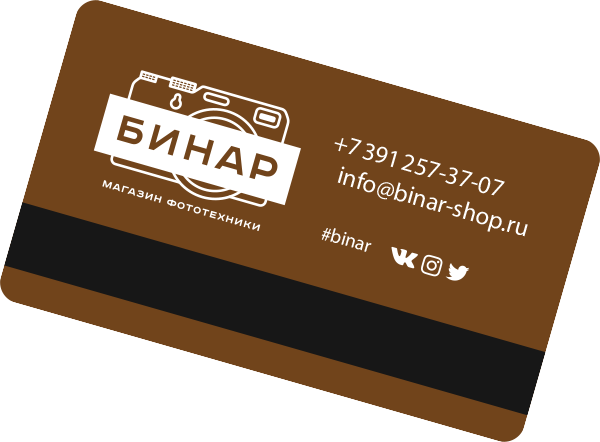 БИНАР
МАГАЗИН ФОТОТЕХНИКИ
+7 391 257-37-07
info@binar-shop.ru
#binar